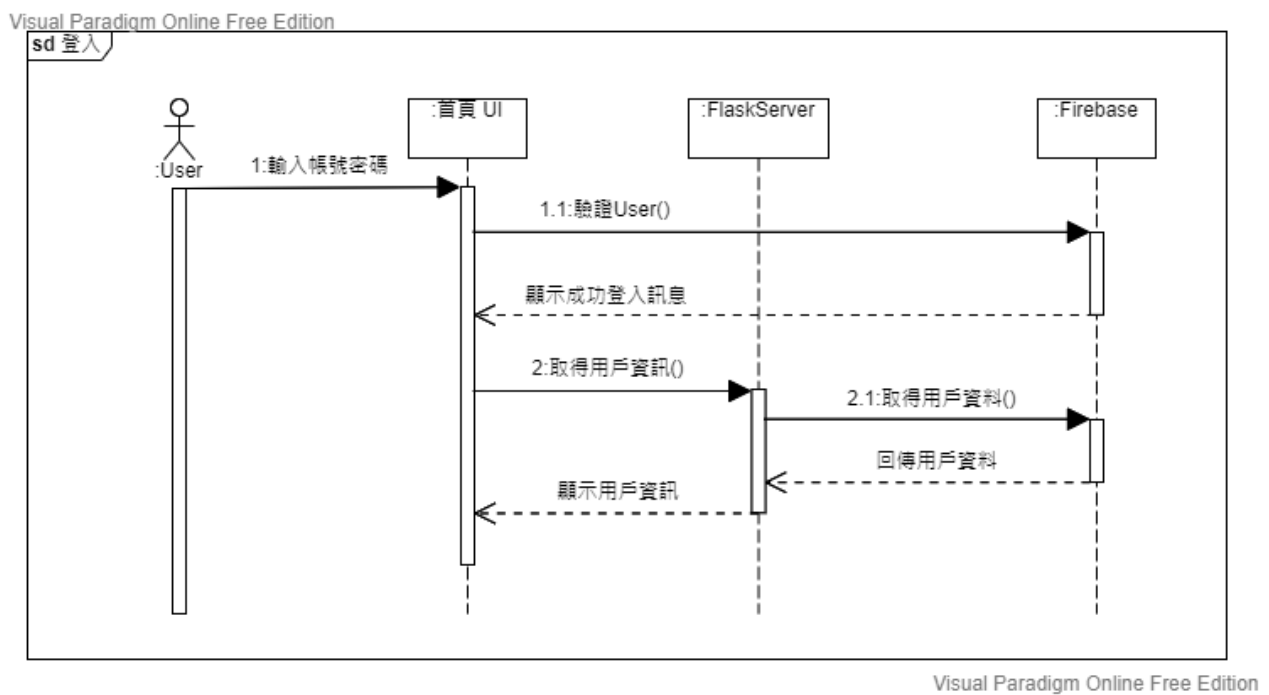 Visual Paradigm Online Free Edition
sd 登入
:User
:首頁 UI
:FlaskServer
:Firebase
1:輸入帳號密碼
1.1:驗證User()
顯示成功登入訊息
2:取得用戶資訊()
2.1:取得用戶資料()
回傳用戶資料
顯示用戶資訊
Visual Paradigm Online Free Edition